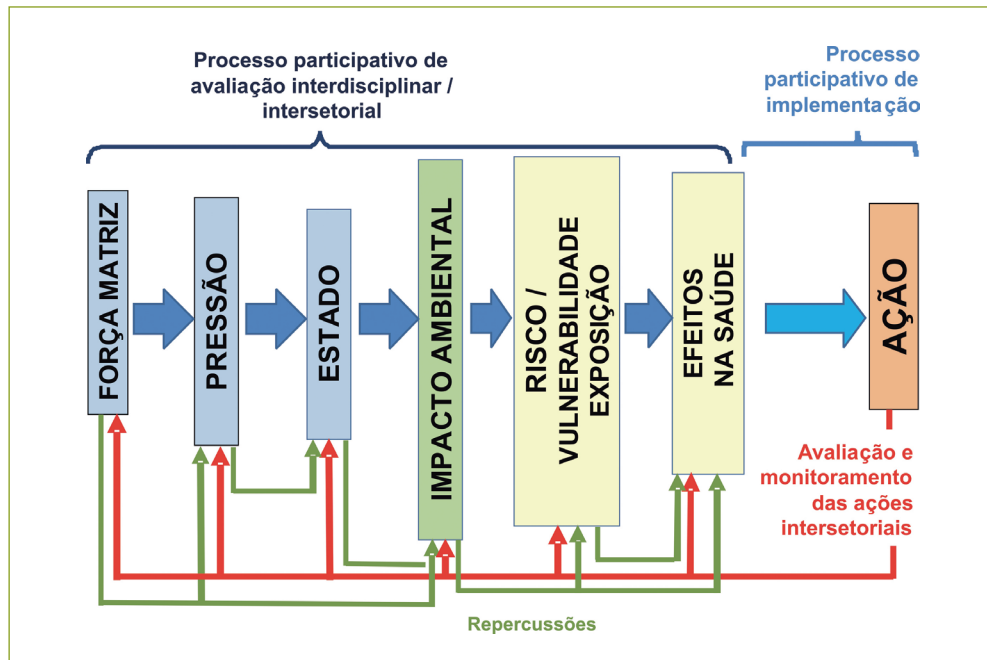 Processo participativo de
avaliação interdisciplinar /
intersetorial
Processo
participativo de
implementação
FORÇA MATRIZ
PRESSÃO
ESTADO
IMPACTO AMBIENTAL
RISCO /
VULNERABILIDADE
EXPOSIÇÃO
EFEITOS
NA SAÚDE
AÇÃO
Avaliação e
monitoramento
das ações
intersetoriais
Repercussões